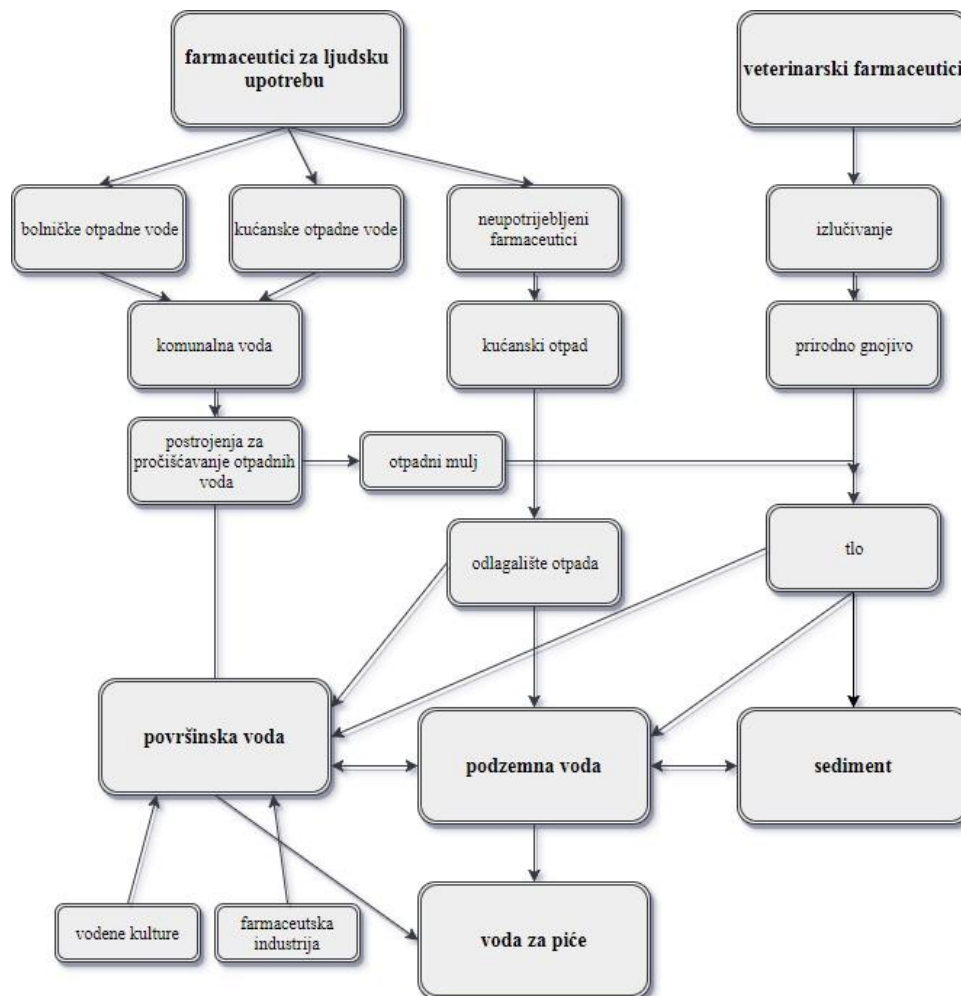 farmaceutici za ljudsku
upotrebu
veterinarski farmaceutici
bolničke otpadne vode
kućanske otpadne vode
neupotrijebljeni
farmaceutici
izlučivanje
komunalna voda
kućanski otpad
prirodno gnojivo
postrojenja za
pročišćavanje otpadnih
voda
otpadni mulj
odlagalište otpada
tlo
površinska voda
podzemna voda
sediment
vodene kulture
farmaceutska
industrija
voda za piće